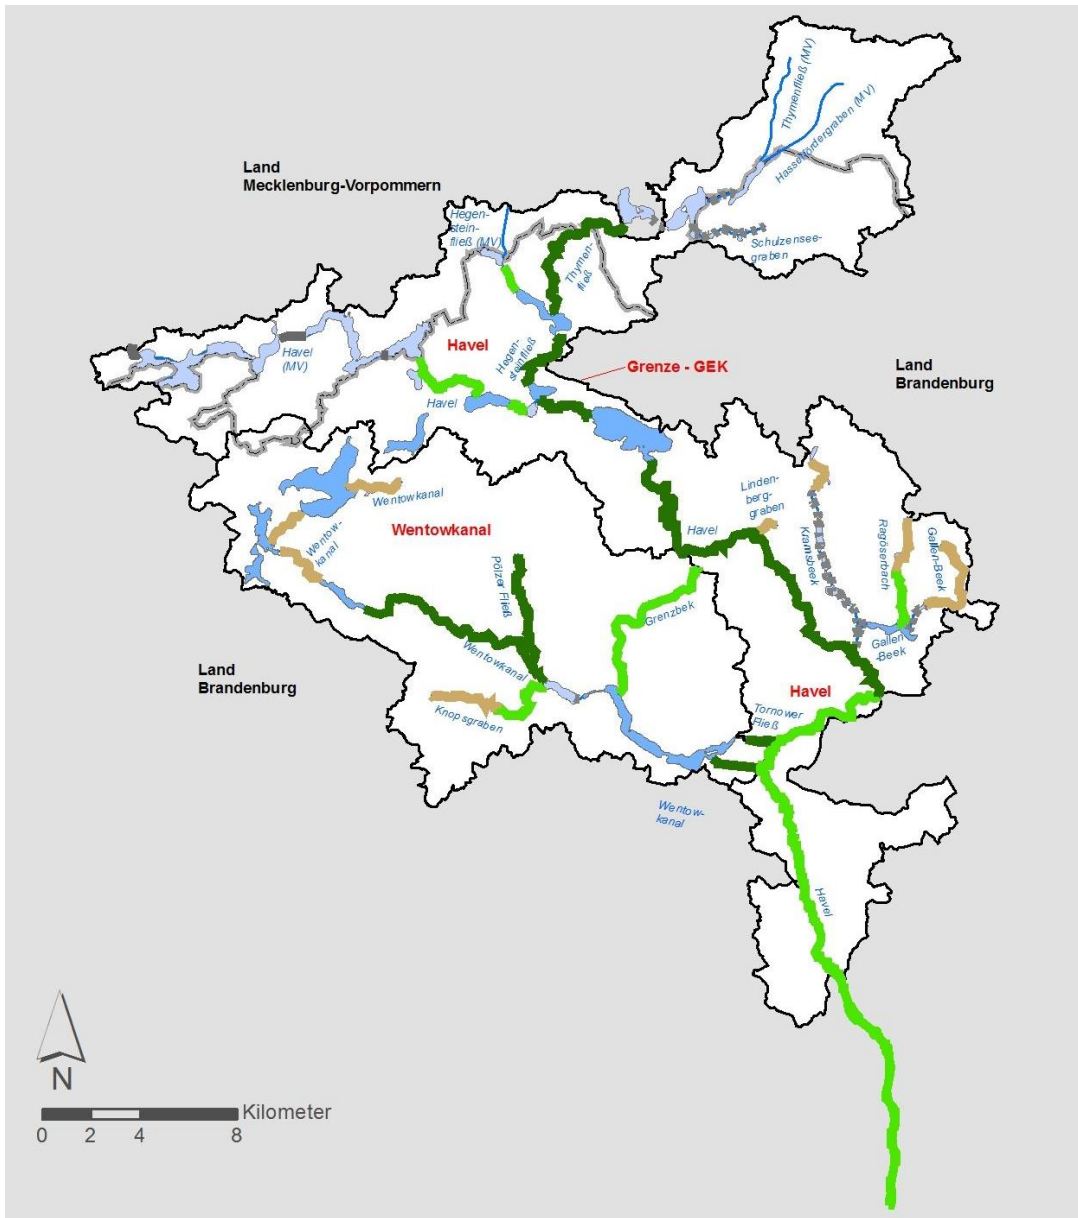 Thymenfließ (MV)
Hasselfördergraben (MV)
Land
Mecklenburg-Vorpommern
Hegen-
stein-
fließ (MV)
Schulzensee-
graben
Thymen-
fließ
Havel
(MV)
Havel
Hegen-
steinfließ
Grenze - GEK
Land
Brandenburg
Havel
Wentowkanal
Linden-
berg-
graben
Wentowkanal
Wentow-
kanal
Havel
Kramsbeek
Ragöserbach
Gallen-Beek
Pölzer Fließ
Grenzbek
Gallen
-Beek
Wentowkanal
Land
Brandenburg
Havel
Knopsgraben
Tornower
Fließ
Wentow-
kanal
Havel
N
Kilometer
0 2 4 8